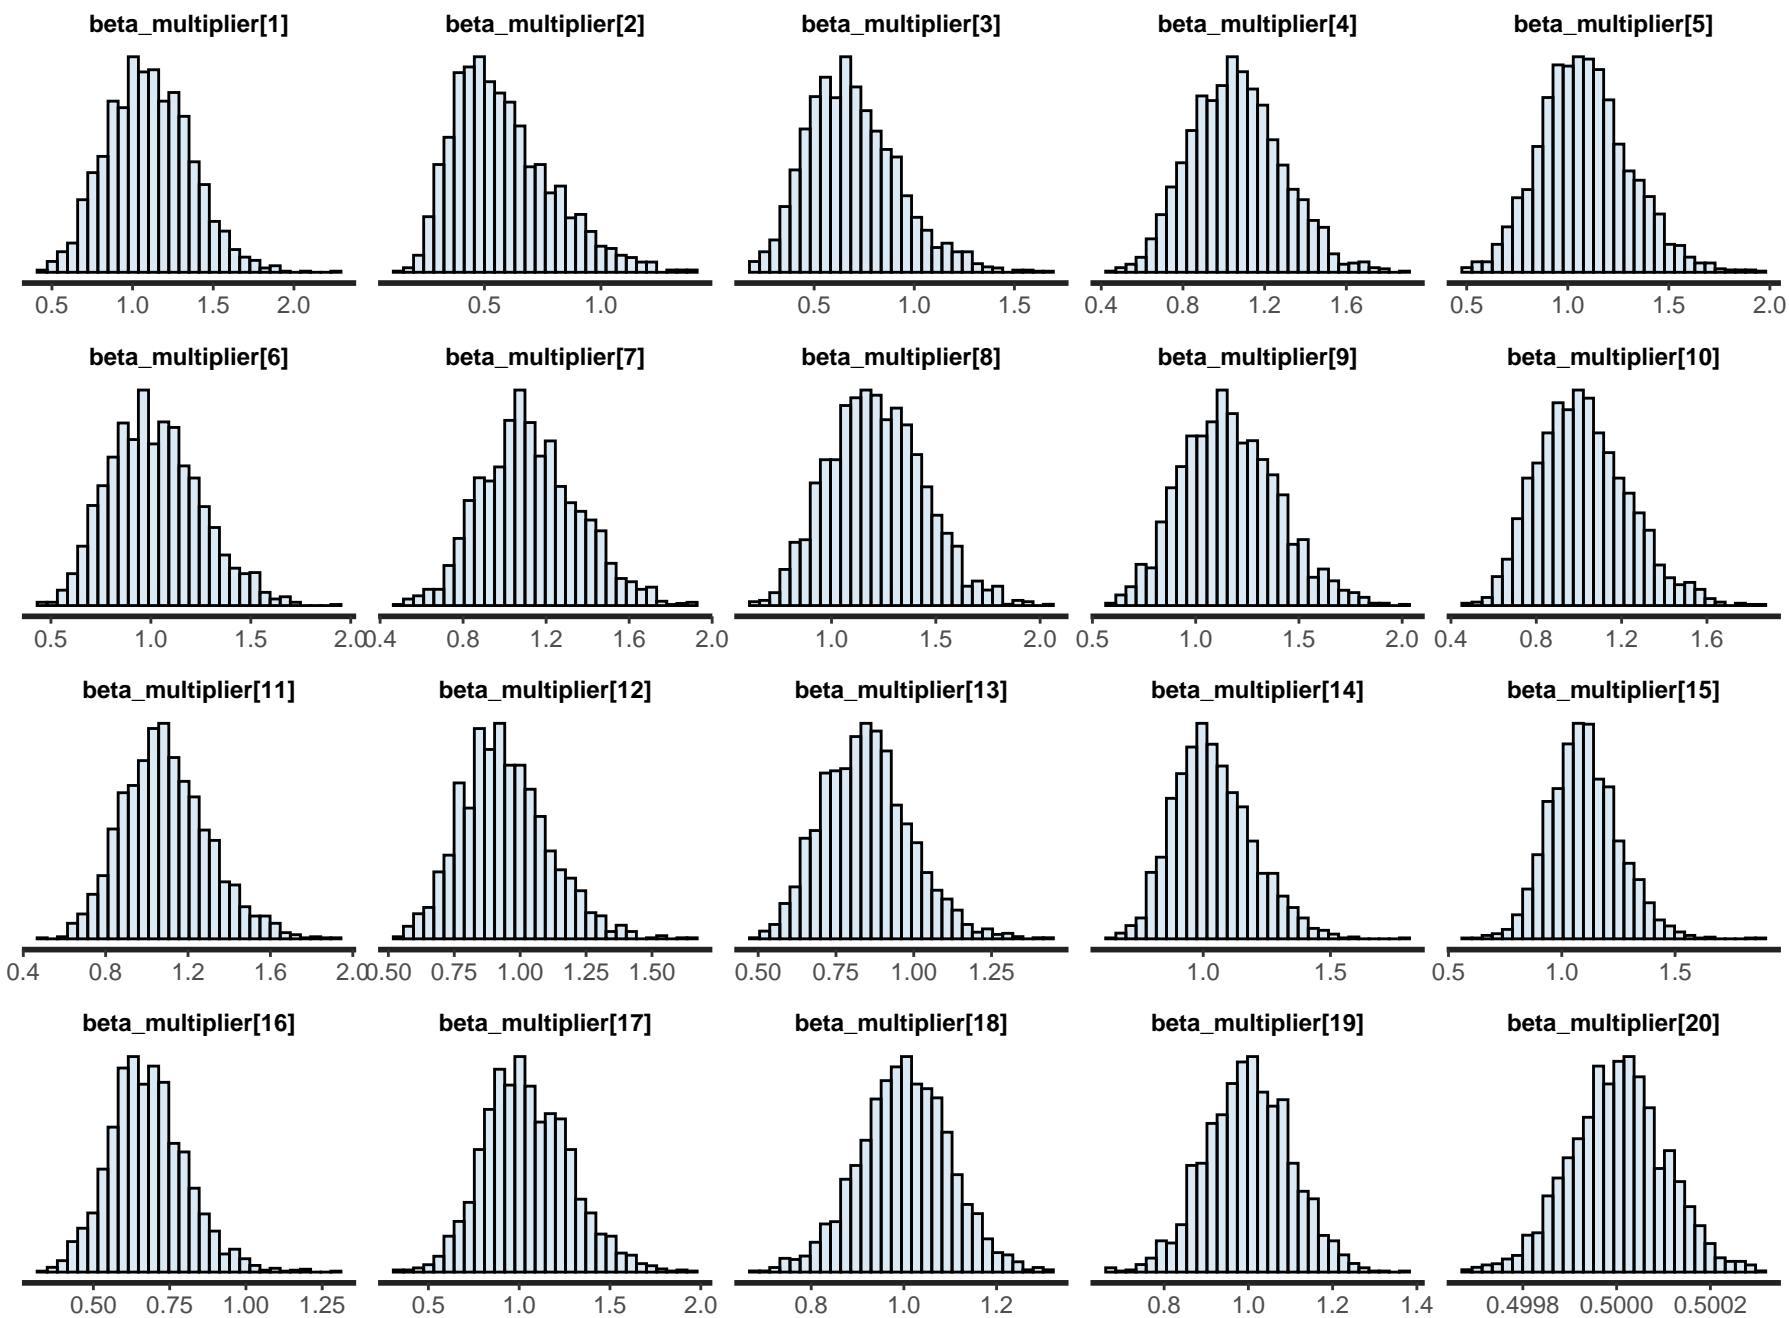 beta_multiplier[1] beta_multiplier[2] beta_multiplier[3] beta_multiplier[4] beta_multiplier[5]
0.5 1.0 1.5 2.0 0.5 1.0 0.5 1.0 1.5 0.4 0.8 1.2 1.6 0.5 1.0 1.5 2.0
beta_multiplier[6] beta_multiplier[7] beta_multiplier[8] beta_multiplier[9] beta_multiplier[10]
0.5 1.0 1.5 2.0 0.4 0.8 1.2 1.6 2.0 1.0 1.5 2.0 0.5 1.0 1.5 2.0 0.4 0.8 1.2 1.6
beta_multiplier[11] beta_multiplier[12] beta_multiplier[13] beta_multiplier[14] beta_multiplier[15]
0.4 0.8 1.2 1.6 2.0 0.50 0.75 1.00 1.25 1.50 0.50 0.75 1.00 1.25 1.0 1.5 0.5 1.0 1.5
beta_multiplier[16] beta_multiplier[17] beta_multiplier[18] beta_multiplier[19] beta_multiplier[20]
0.50 0.75 1.00 1.25 0.5 1.0 1.5 2.0 0.8 1.0 1.2 0.8 1.0 1.2 1.4 0.4998 0.5000 0.5002